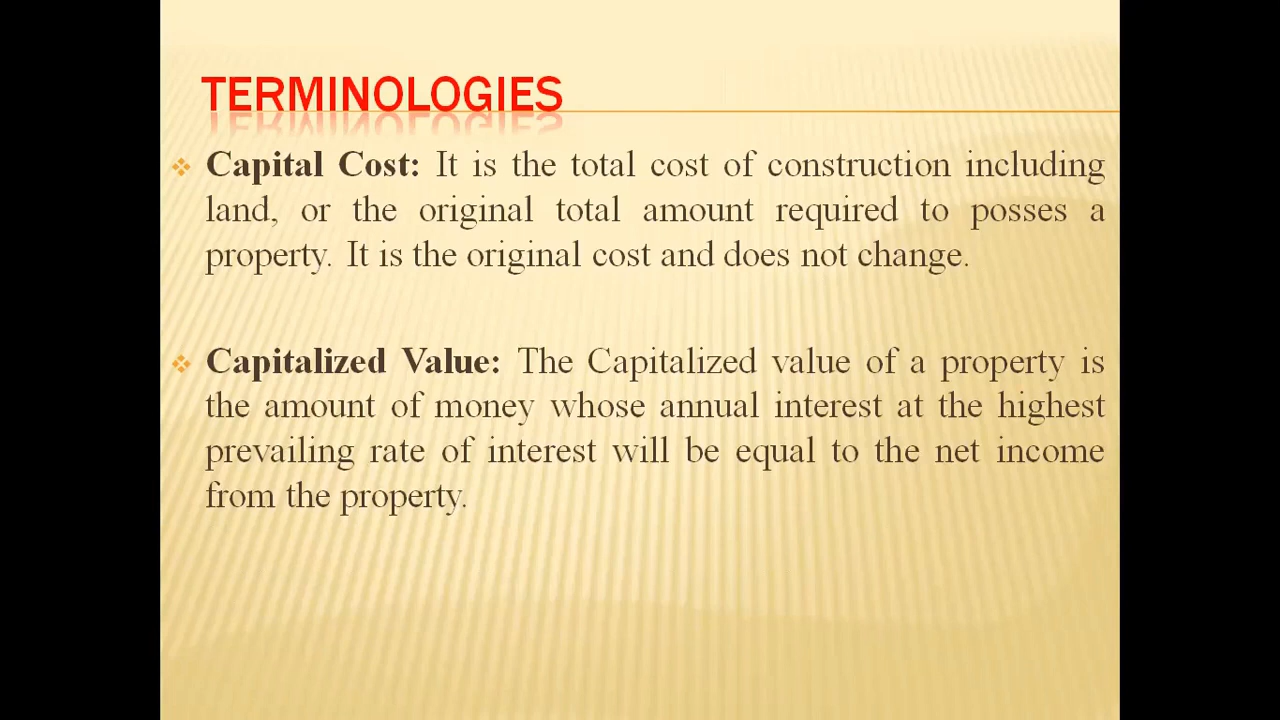 TERMINOLOGIES
Capital Cost: It is the total cost of construction including
land, or the original total amount required to posses a
property. It is the original cost and does not change.
Capitalized Value: The Capitalized value of a property is
the amount of money whose annual interest at the highest
prevailing rate of interest will be equal to the net income
from the property.